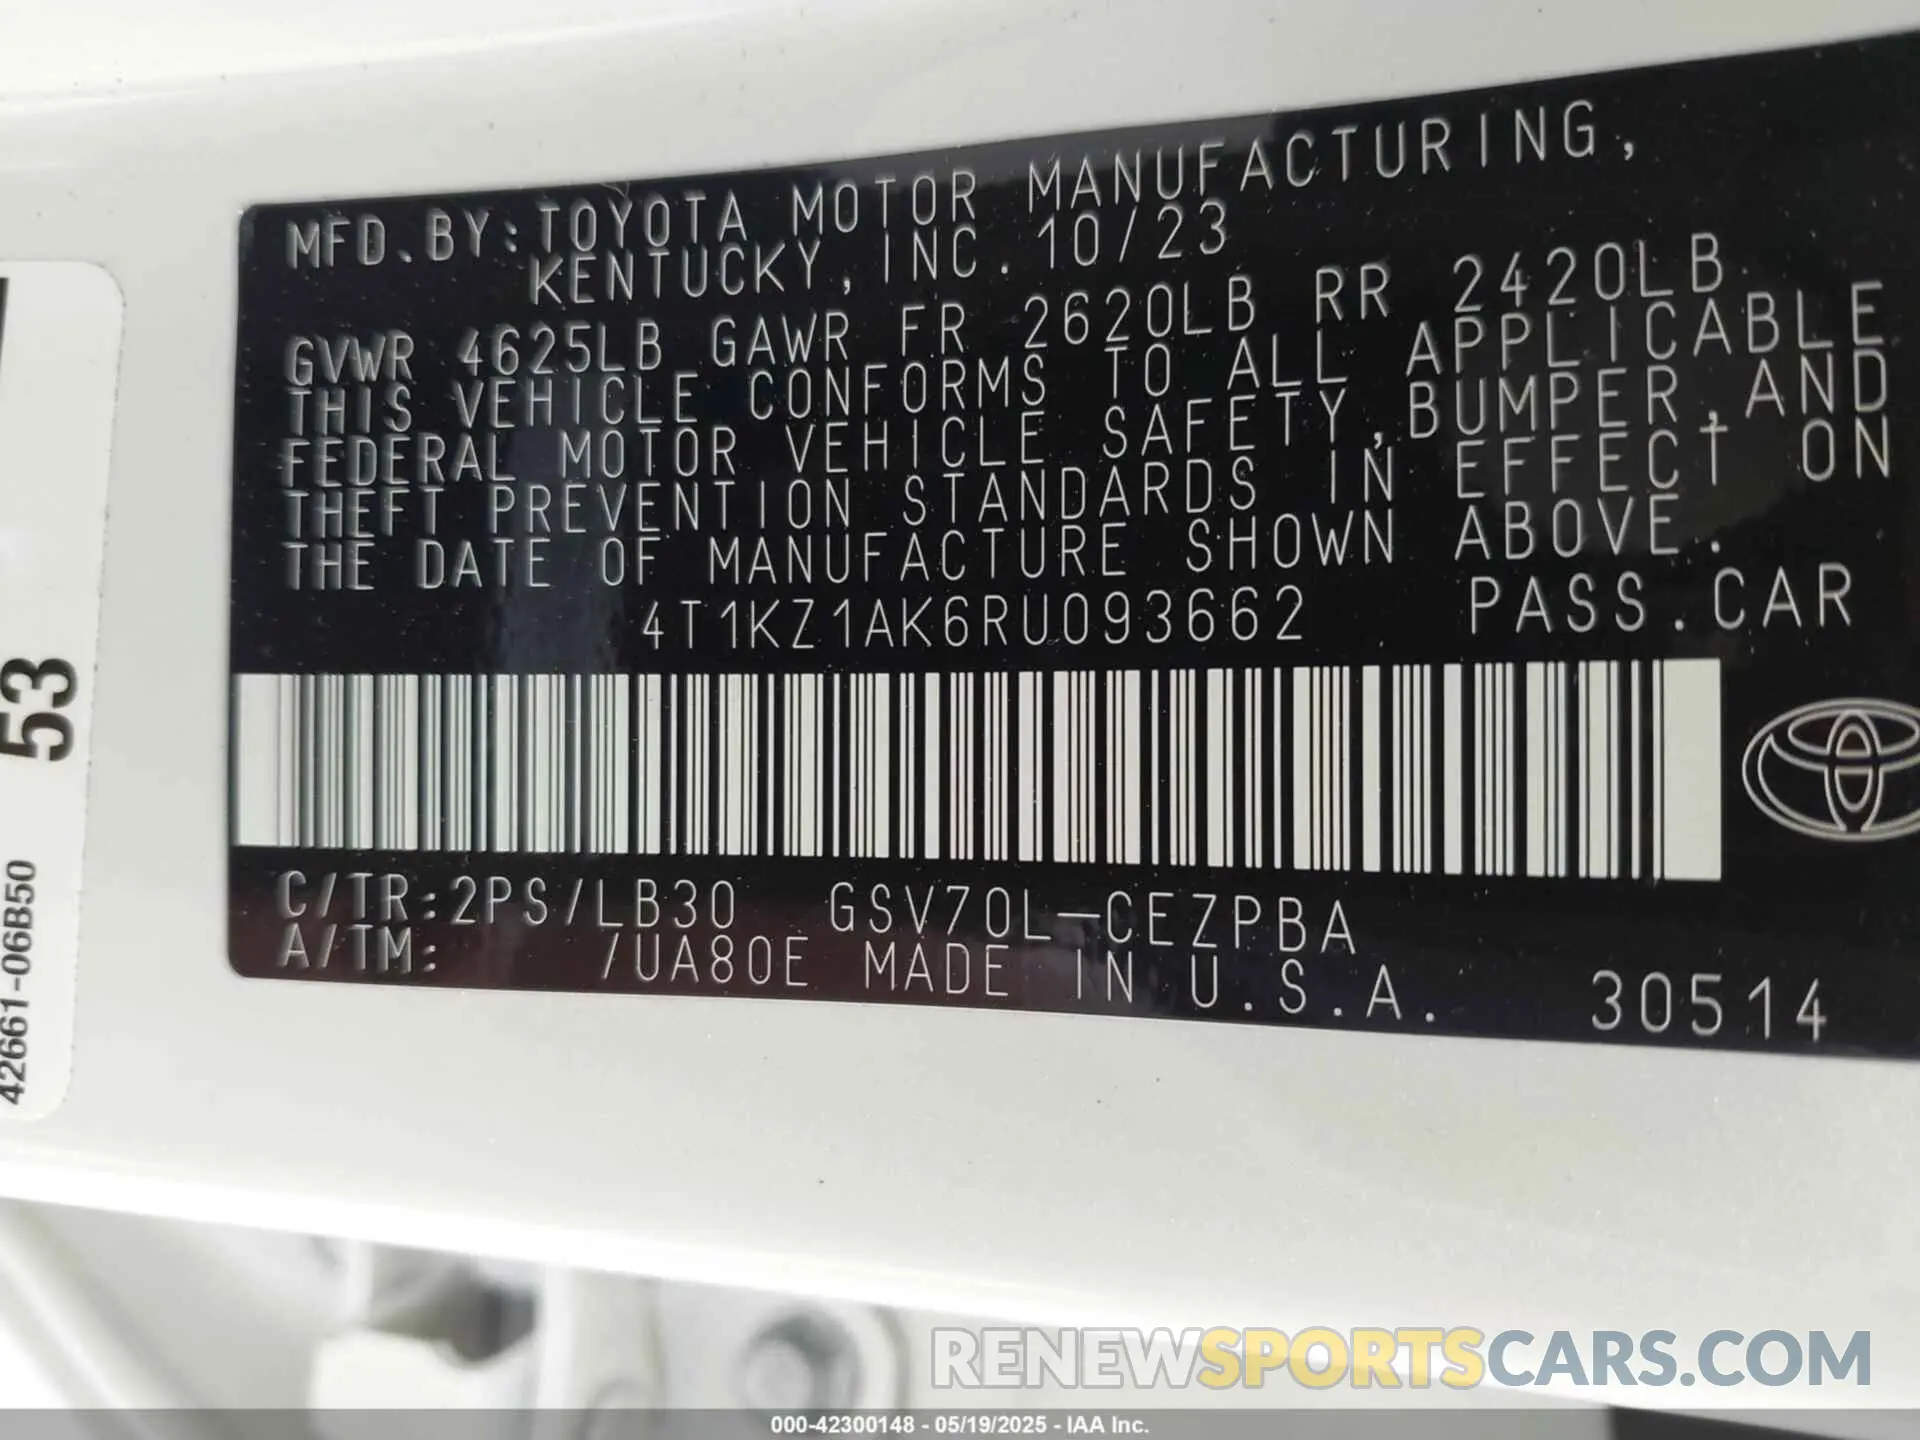 MFD.BY:TOYOTA MOTOR MANUFACTURING,
KENTUCKY, INC. 10/23
GVWR 4625LB GAWR FR 2620LB RR 2420LB
THIS VEHICLE CONFORMS TO ALL APPLICABLE
FEDERAL MOTOR VEHICLE SAFETY,BUMPER,AND
THEFT PREVENTION STANDARDS IN EFFECT ON
THE DATE OF MANUFACTURE SHOWN ABOVE.
4T1KZ1AK6RU093662 PASS.CAR
C/TR:2PS/LB30 GSV70L-CEZPBA
A/TM: /UA80E MADE IN U.S.A. 30514
53
42661-06B50
RENEWSPORTSCARS.COM
000-42300148 - 05/19/2025 - IAA Inc.